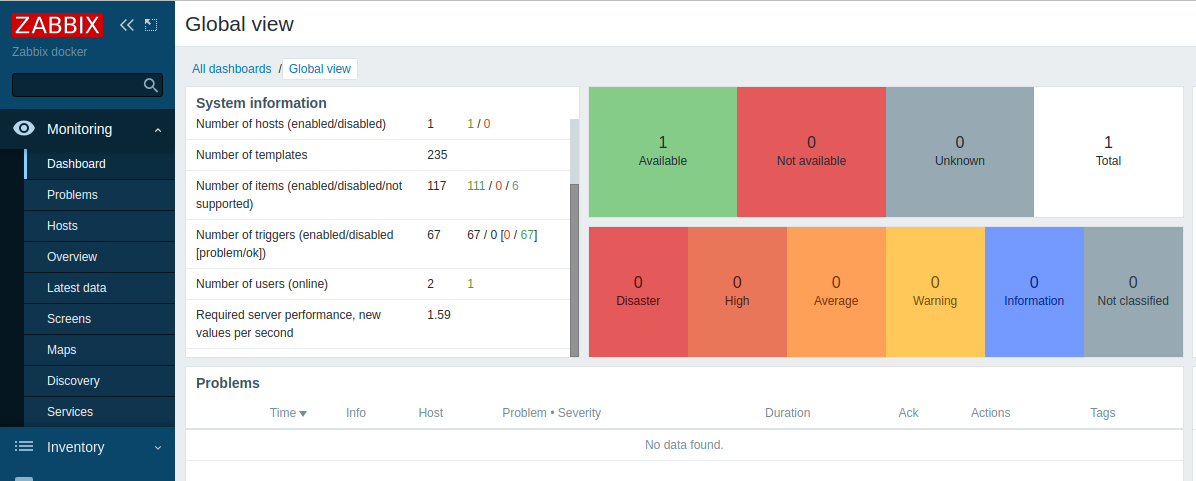 ZABBIX
Zabbix docker
Monitoring
Dashboard
Problems
Hosts
Overview
Latest data
Screens
Maps
Discovery
Services
Inventory
Global view
All dashboards / Global view
System information
Number of hosts (enabled/disabled) 1 1 / 0
Number of templates 235
Number of items (enabled/disabled/not
supported) 117 111 / 0 / 6
Number of triggers (enabled/disabled
[problem/ok]) 67 67 / 0 [0 / 67]
Number of users (online) 2 1
Required server performance, new
values per second 1.59
1 0 0 1
Available Not available Unknown Total
0 0 0 0 0 0
Disaster High Average Warning Information Not classified
Problems
Time Info Host Problem • Severity Duration Ack Actions Tags
No data found.